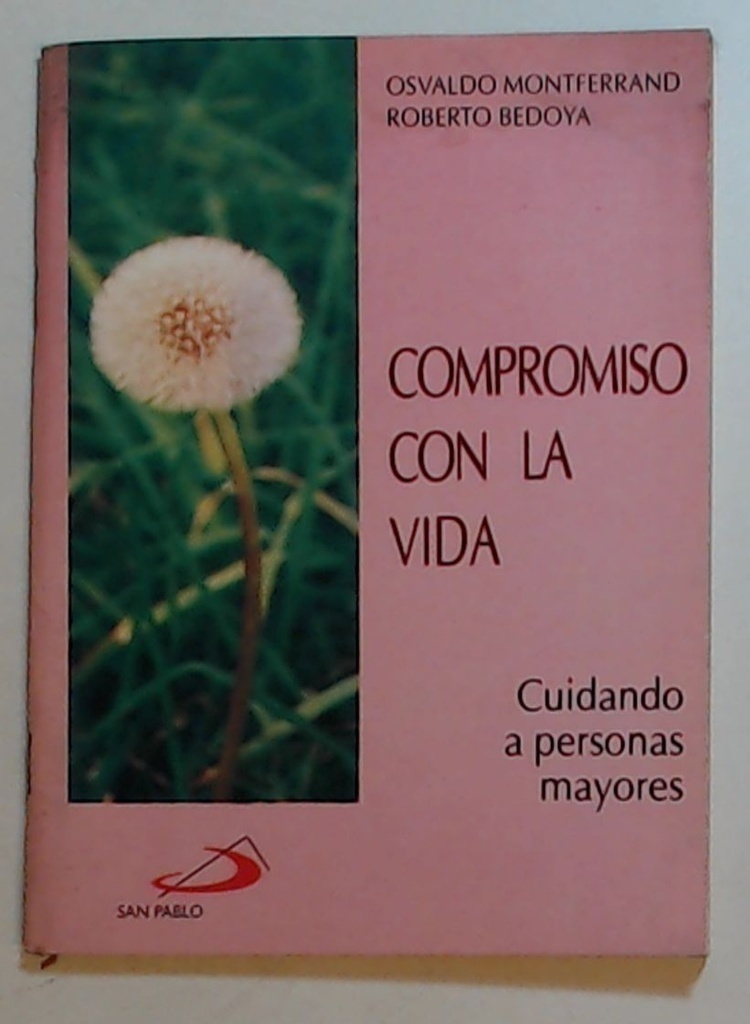 OSVALDO MONTFERRAND
ROBERTO BEDOYA
COMPROMISO
CON LA
VIDA
Cuidando
a personas
mayores
SAN PABLO